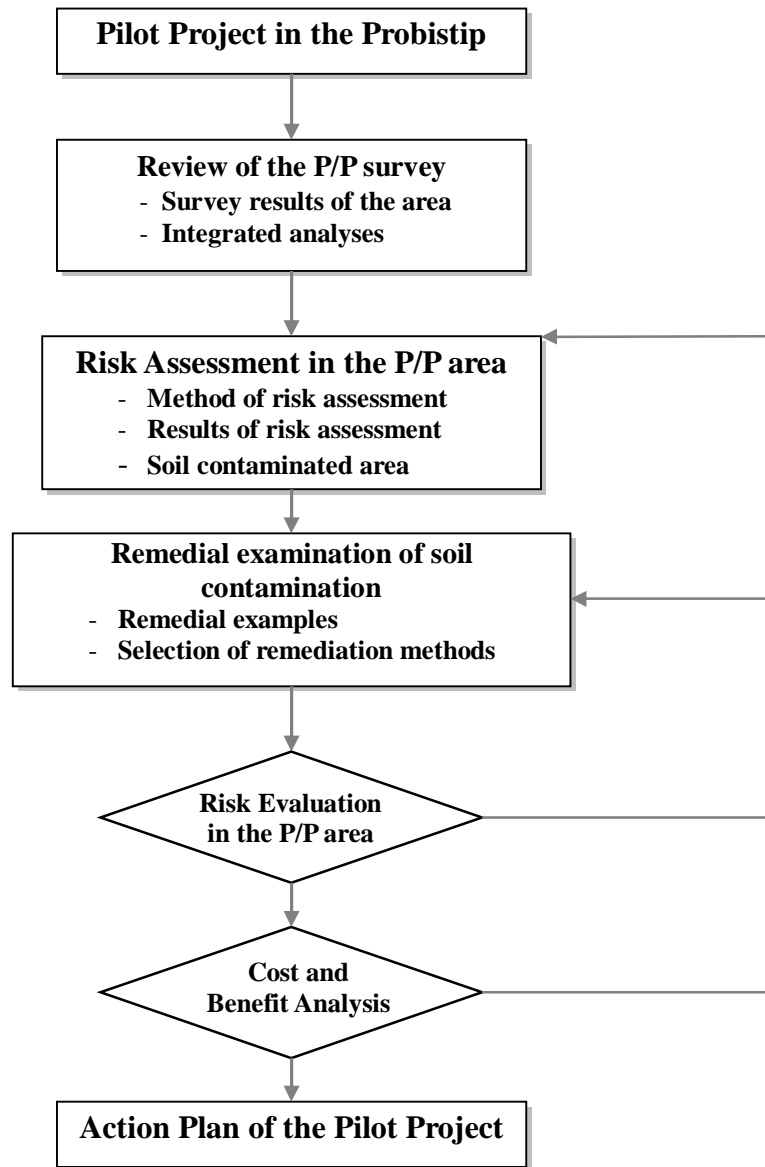 Pilot Project in the Probistip
Review of the P/P survey
- Survey results of the area
- Integrated analyses
Risk Assessment in the P/P area
- Method of risk assessment
- Results of risk assessment
- Soil contaminated area
Remedial examination of soil
contamination
- Remedial examples
- Selection of remediation methods
Risk Evaluation
in the P/P area
Cost and
Benefit Analysis
Action Plan of the Pilot Project